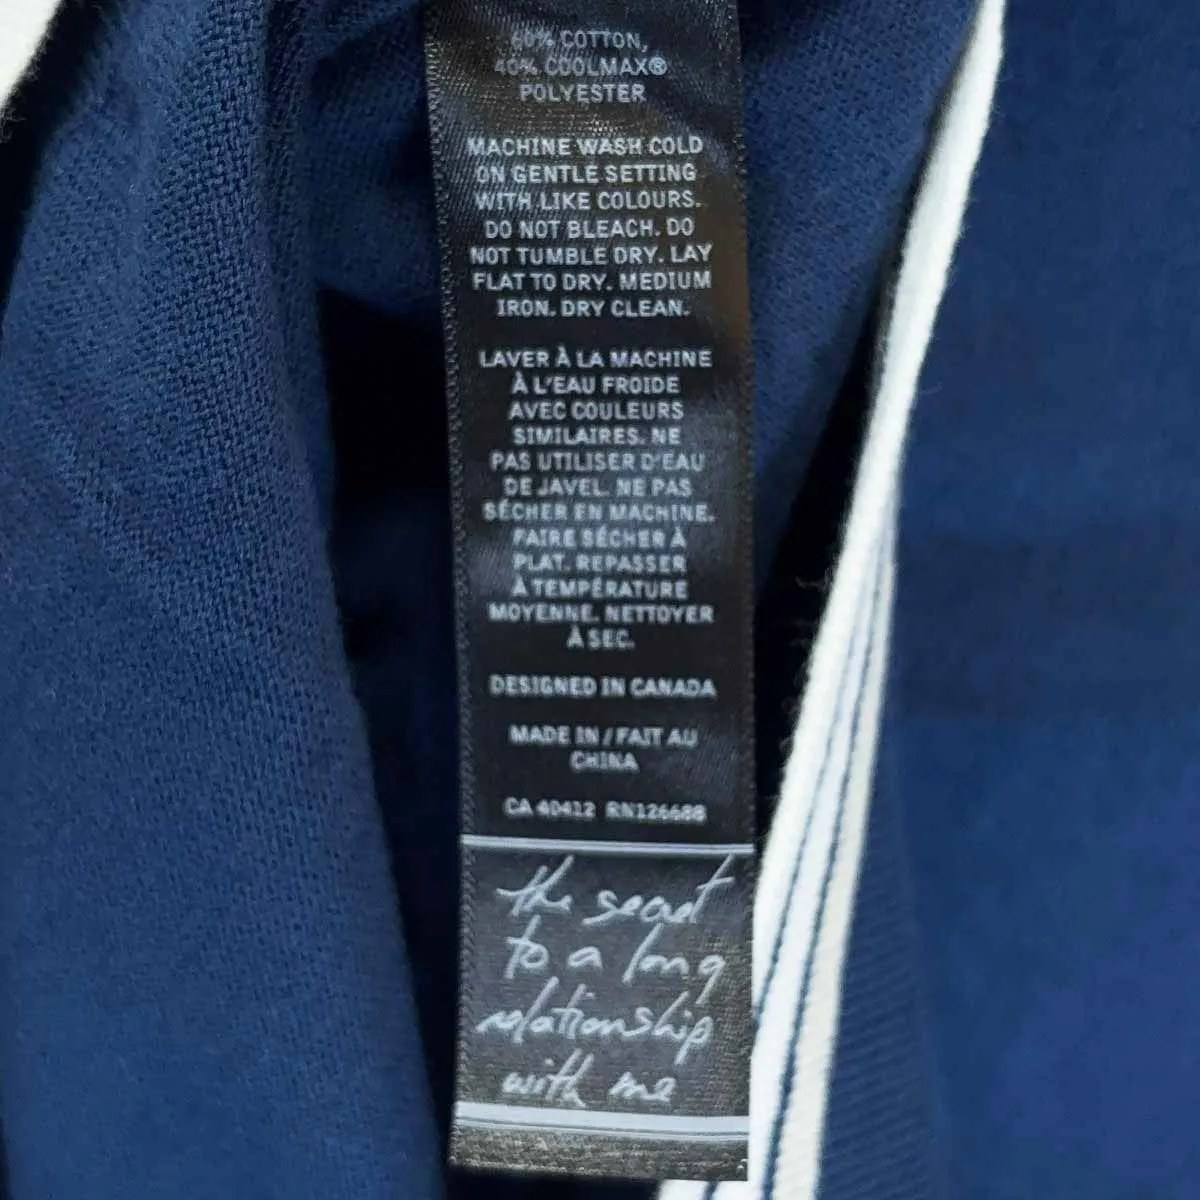 60% COTTON,
40% COOLMAX®
POLYESTER
MACHINE WASH COLD
ON GENTLE SETTING
WITH LIKE COLOURS.
DO NOT BLEACH. DO
NOT TUMBLE DRY. LAY
FLAT TO DRY. MEDIUM
IRON. DRY CLEAN.
LAVER À LA MACHINE
À L'EAU FROIDE
AVEC COULEURS
SIMILAIRES. NE
PAS UTILISER D'EAU
DE JAVEL. NE PAS
SÉCHER EN MACHINE.
FAIRE SÉCHER À
PLAT. REPASSER
À TEMPÉRATURE
MOYENNE. NETTOYER
À SEC.
DESIGNED IN CANADA
MADE IN / FAIT AU
CHINA
CA 40412 RN126688
the secret
to a long
relationship
with me